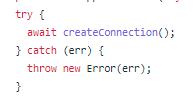 try {
  await createConnection();
} catch (err) {
  throw new Error(err);
}